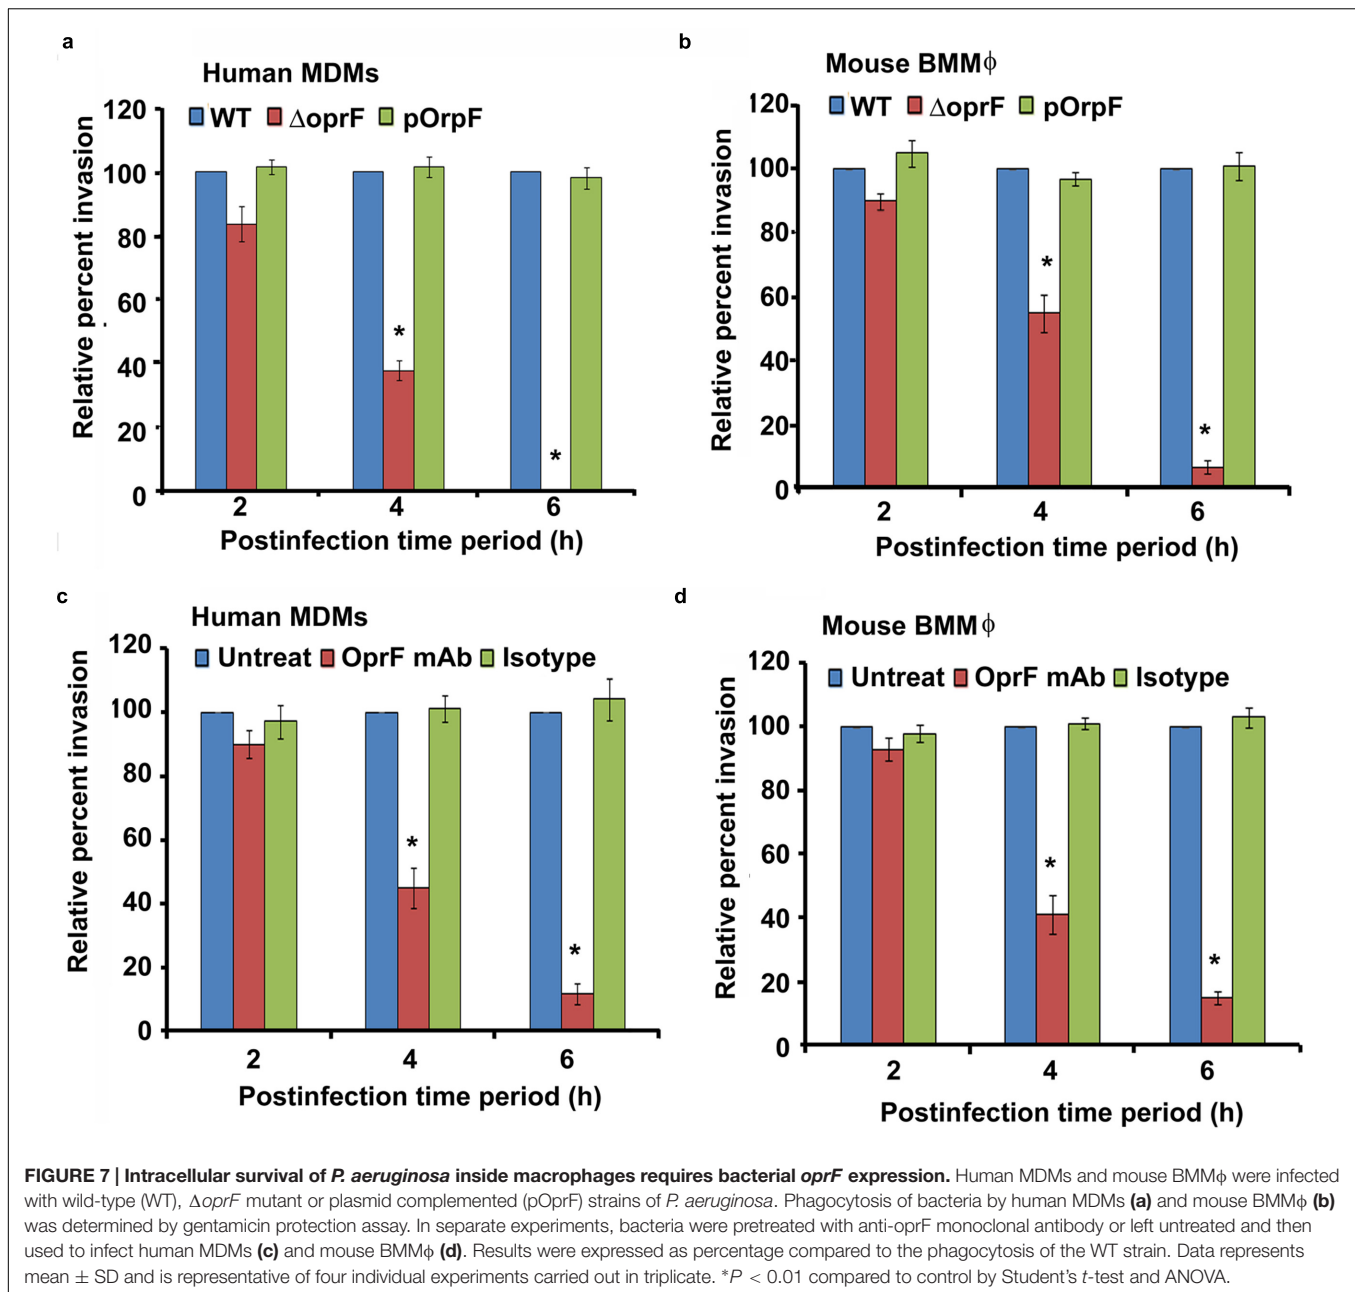 a
Human MDMs
WT ΔoprF pOrpF
120
100
80
60
40
20
0
Relative percent invasion
*
*
2 4 6
Postinfection time period (h)
b
Mouse BMMϕ
WT ΔoprF pOrpF
120
100
80
60
40
20
0
Relative percent invasion
*
*
2 4 6
Postinfection time period (h)
c
Human MDMs
Untreat OprF mAb Isotype
120
100
80
60
40
20
0
Relative percent invasion
*
*
2 4 6
Postinfection time period (h)
d
Mouse BMMϕ
Untreat OprF mAb Isotype
120
100
80
60
40
20
0
Relative percent invasion
*
*
2 4 6
Postinfection time period (h)
FIGURE 7 | Intracellular survival of P. aeruginosa inside macrophages requires bacterial oprF expression. Human MDMs and mouse BMMϕ were infected
with wild-type (WT), ΔoprF mutant or plasmid complemented (pOprF) strains of P. aeruginosa. Phagocytosis of bacteria by human MDMs (a) and mouse BMMϕ (b)
was determined by gentamicin protection assay. In separate experiments, bacteria were pretreated with anti-oprF monoclonal antibody or left untreated and then
used to infect human MDMs (c) and mouse BMMϕ (d). Results were expressed as percentage compared to the phagocytosis of the WT strain. Data represents
mean ± SD and is representative of four individual experiments carried out in triplicate. *P < 0.01 compared to control by Student's t-test and ANOVA.